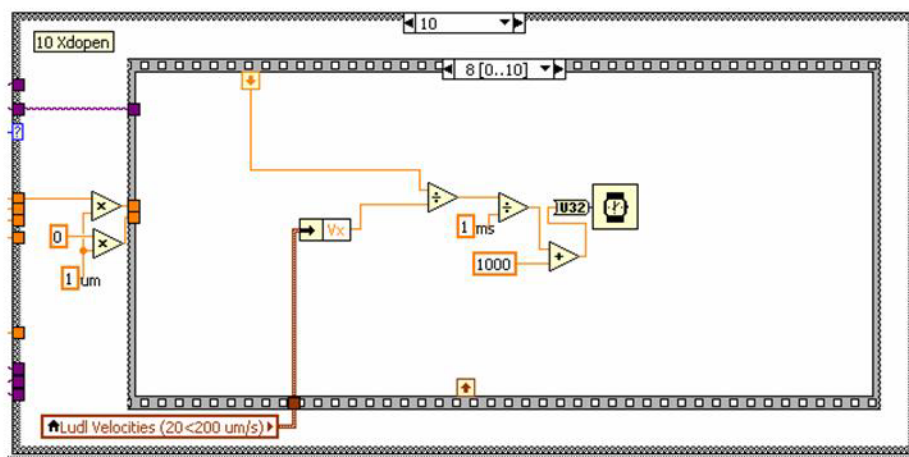 10
10 Xdopen
8 [0..10]
?
×
÷
÷
U32
0
×
Vx
1 ms
1000
+
1 um
Ludl Velocities (20<200 um/s)